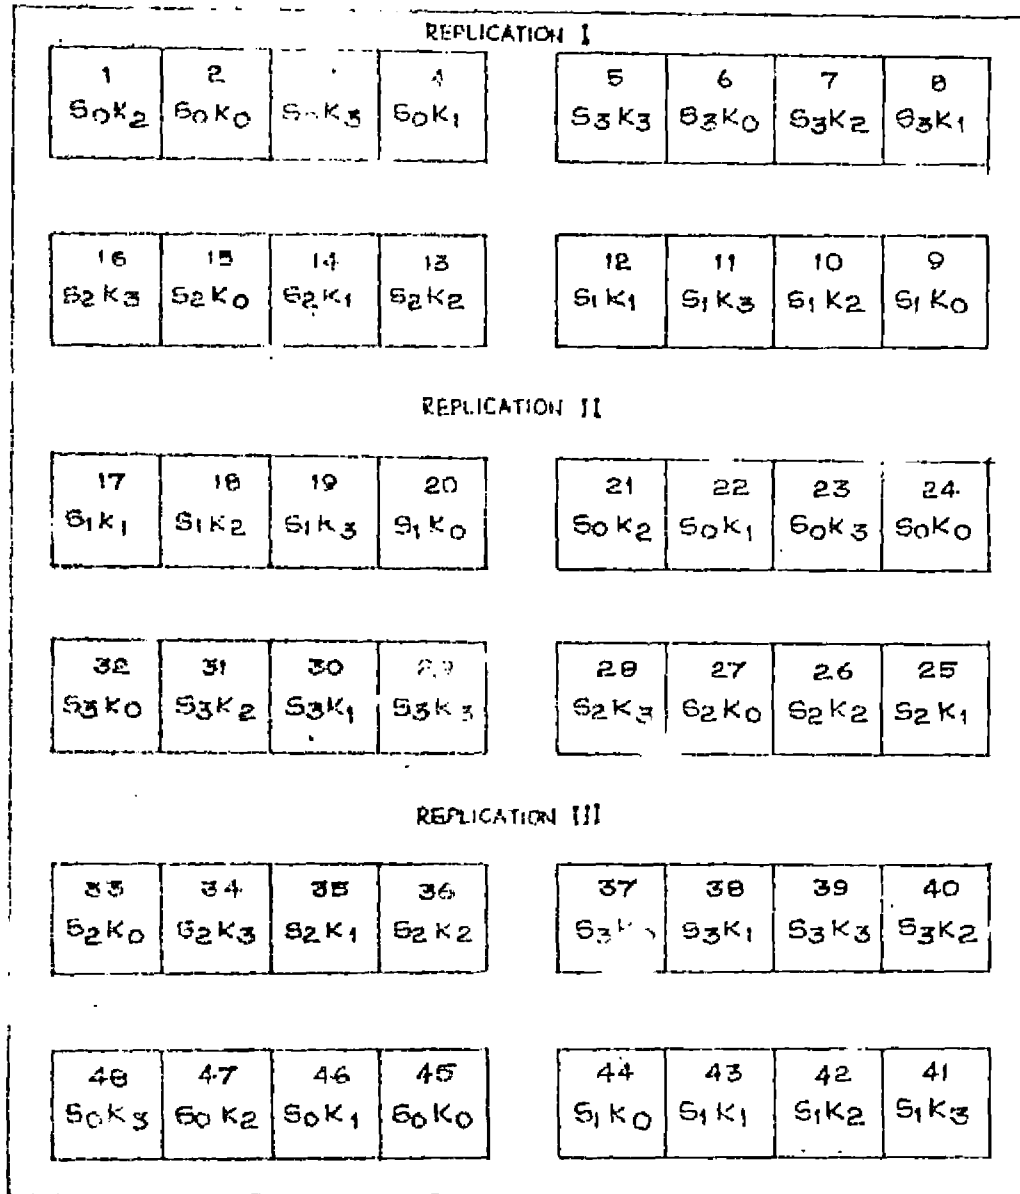 REPLICATION I
1 2 4 5 6 7 8
S0K2 S0K0 K3 S0K1 S3K3 S3K0 S3K2 S3K1
16 15 14 13 12 11 10 9
S2K3 S2K0 S2K1 S2K2 S1K1 S1K3 S1K2 S1K0
REPLICATION II
17 18 19 20 21 22 23 24
S1K1 S1K2 S1K3 S1K0 S0K2 S0K1 S0K3 S0K0
32 31 30 29 28 27 26 25
S3K0 S3K2 S3K1 S3K3 S2K3 S2K0 S2K2 S2K1
REPLICATION III
33 34 35 36 37 38 39 40
S2K0 S2K3 S2K1 S2K2 S3K S3K1 S3K3 S3K2
48 47 46 45 44 43 42 41
S0K3 S0K2 S0K1 S0K0 S1K0 S1K1 S1K2 S1K3